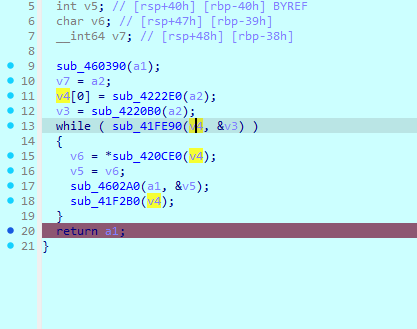 5 int v5; // [rsp+40h] [rbp-40h] BYREF
6 char v6; // [rsp+47h] [rbp-39h]
7 __int64 v7; // [rsp+48h] [rbp-38h]
8
9 sub_460390(a1);
10 v7 = a2;
11 v4[0] = sub_4222E0(a2);
12 v3 = sub_4220B0(a2);
13 while ( sub_41FE90(v4, &v3) )
14 {
15 v6 = *sub_420CE0(v4);
16 v5 = v6;
17 sub_4602A0(a1, &v5);
18 sub_41F2B0(v4);
19 }
20 return a1;
21 }